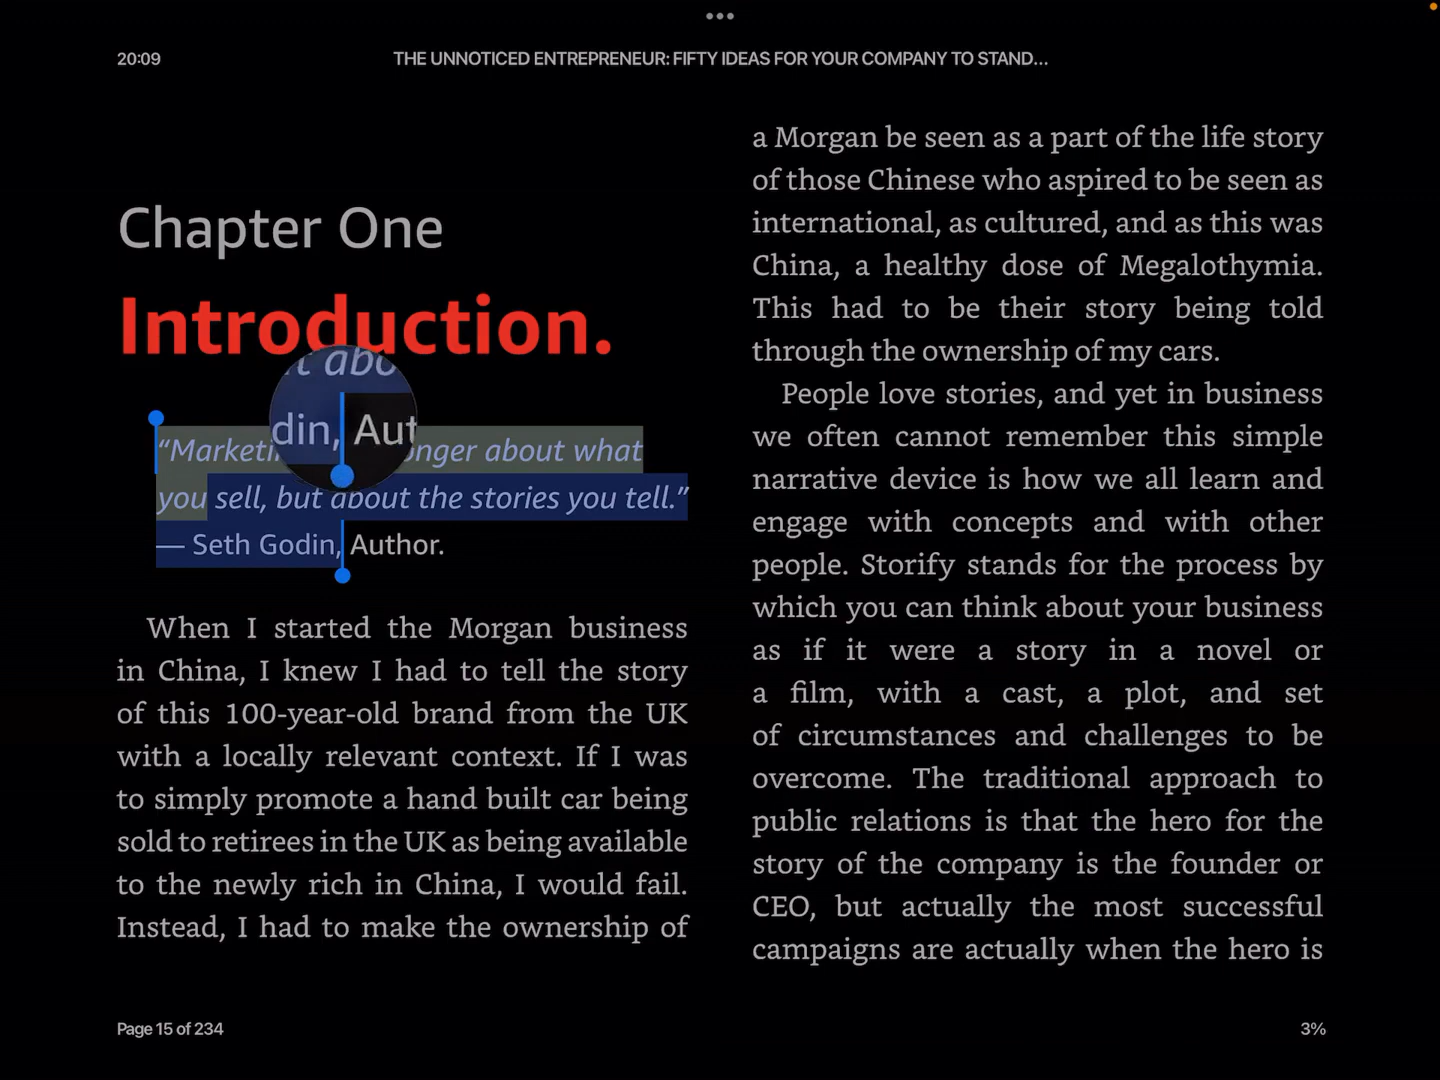 20:09
THE UNNOTICED ENTREPRENEUR: FIFTY IDEAS FOR YOUR COMPANY TO STAND...
Chapter One
Introduction.
t abo
din, Aut
“Marketi onger about what
you sell, but about the stories you tell.”
— Seth Godin, Author.
When I started the Morgan business
in China, I knew I had to tell the story
of this 100-year-old brand from the UK
with a locally relevant context. If I was
to simply promote a hand built car being
sold to retirees in the UK as being available
to the newly rich in China, I would fail.
Instead, I had to make the ownership of
a Morgan be seen as a part of the life story
of those Chinese who aspired to be seen as
international, as cultured, and as this was
China, a healthy dose of Megalothymia.
This had to be their story being told
through the ownership of my cars.
People love stories, and yet in business
we often cannot remember this simple
narrative device is how we all learn and
engage with concepts and with other
people. Storify stands for the process by
which you can think about your business
as if it were a story in a novel or
a film, with a cast, a plot, and set
of circumstances and challenges to be
overcome. The traditional approach to
public relations is that the hero for the
story of the company is the founder or
CEO, but actually the most successful
campaigns are actually when the hero is
Page 15 of 234
3%